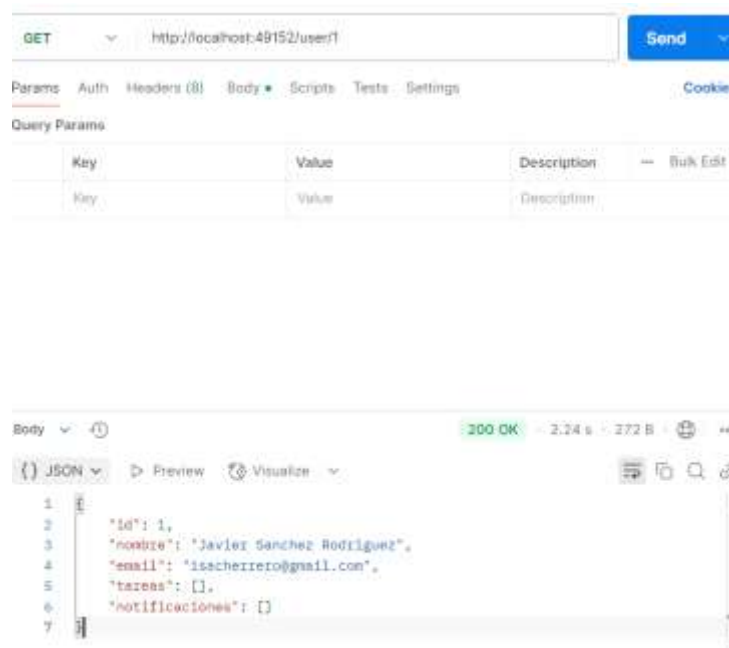 GET http://localhost:49152/user/1 Send
Params Auth Headers (8) Body Scripts Tests Settings Cookie
Query Params
Key Value Description Bulk Edit
Key Value Description
Body 200 OK 2.24 s 272 B
{} JSON Preview Visualize
1 {
2 "id": 1,
3 "nombre": "Javier Sanchez Rodriguez",
4 "email": "isacherrero@gmail.com",
5 "tareas": [],
6 "notificaciones": []
7 }